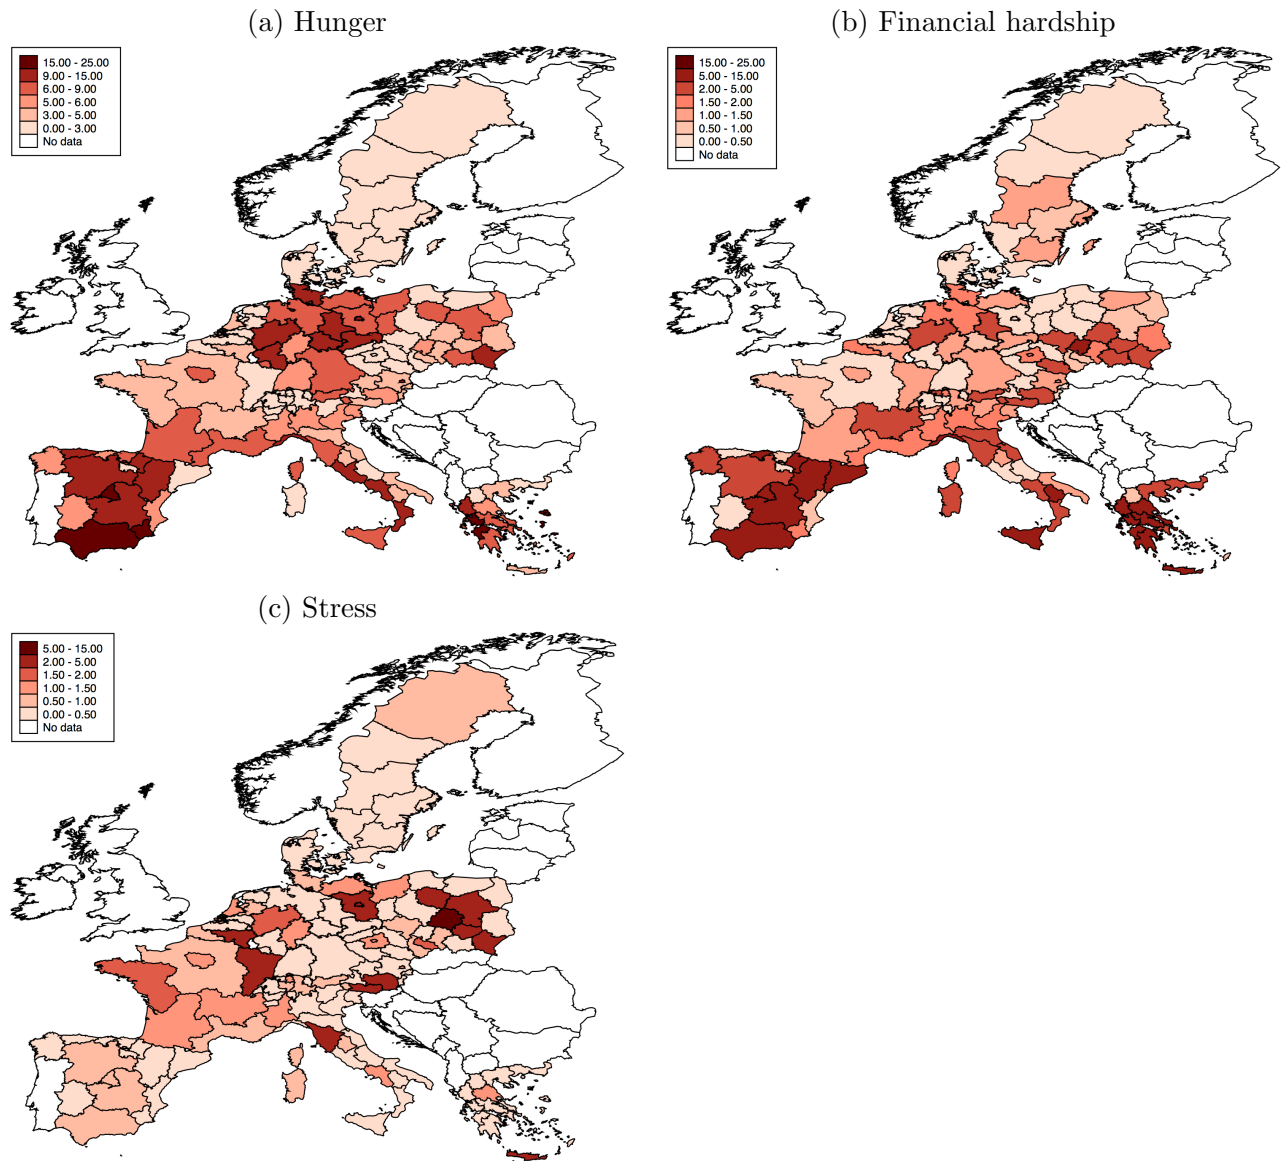 (a) Hunger
15.00 - 25.00
9.00 - 15.00
6.00 - 9.00
5.00 - 6.00
3.00 - 5.00
0.00 - 3.00
No data
(b) Financial hardship
15.00 - 25.00
5.00 - 15.00
2.00 - 5.00
1.50 - 2.00
1.00 - 1.50
0.50 - 1.00
0.00 - 0.50
No data
(c) Stress
5.00 - 15.00
2.00 - 5.00
1.50 - 2.00
1.00 - 1.50
0.50 - 1.00
0.00 - 0.50
No data